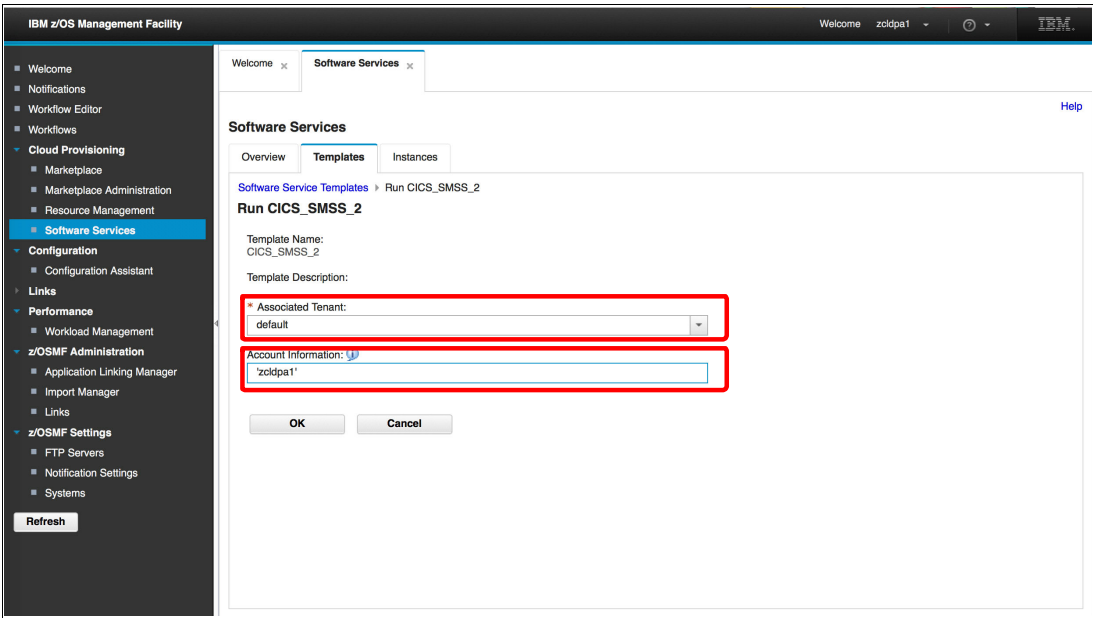 IBM z/OS Management Facility
Welcome zcldpa1
IBM.
Welcome
Notifications
Workflow Editor
Workflows
Cloud Provisioning
Marketplace
Marketplace Administration
Resource Management
Software Services
Configuration
Configuration Assistant
Links
Performance
Workload Management
z/OSMF Administration
Application Linking Manager
Import Manager
Links
z/OSMF Settings
FTP Servers
Notification Settings
Systems
Refresh
Welcome
Software Services
Help
Software Services
Overview
Templates
Instances
Software Service Templates Run CICS_SMSS_2
Run CICS_SMSS_2
Template Name:
CICS_SMSS_2
Template Description:
* Associated Tenant:
default
Account Information:
'zcldpa1'
OK
Cancel